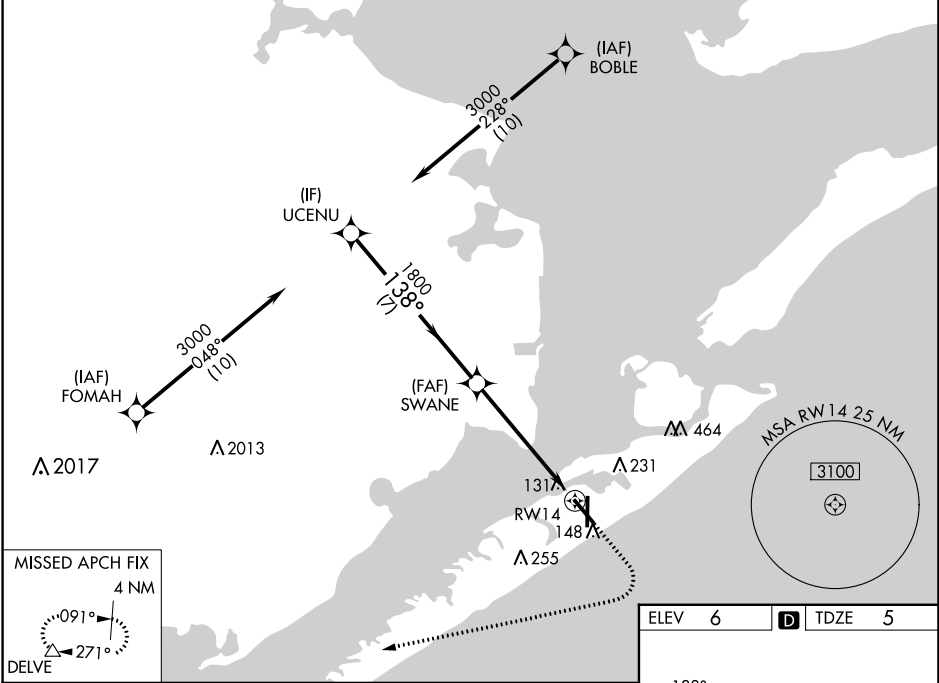 (IAF)
BOBLE
3000
228°
(10)
(IF)
UCENU
1800
138°
(7)
3000
048°
(10)
(IAF)
FOMAH
(FAF)
SWANE
2013
2017
464
231
131
RW14
148
255
MSA RW14 25 NM
3100
MISSED APCH FIX
4 NM
091°
271°
DELVE
ELEV 6 D TDZE 5